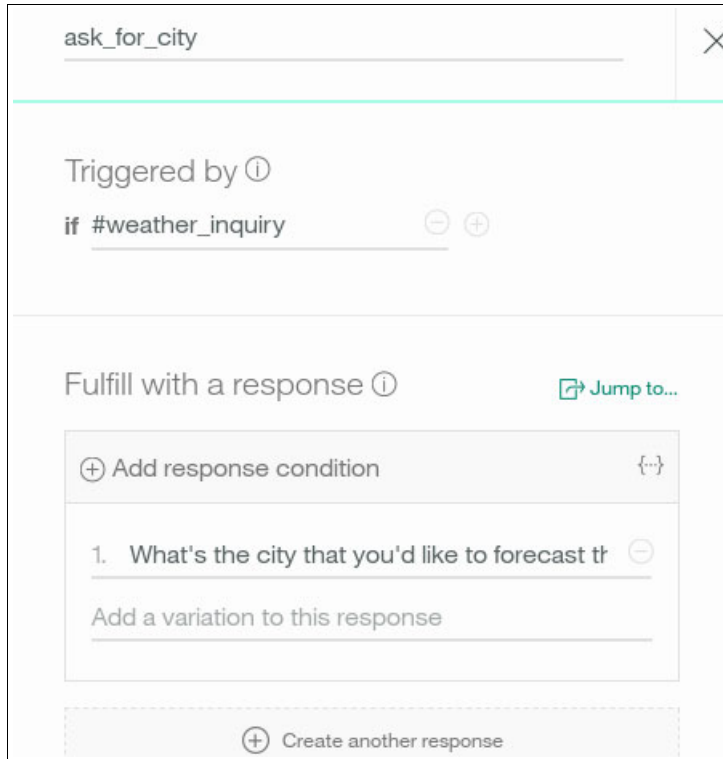 ask_for_city
Triggered by
if #weather_inquiry
Fulfill with a response
Jump to...
Add response condition
{...}
1. What's the city that you'd like to forecast
Add a variation to this response
Create another response